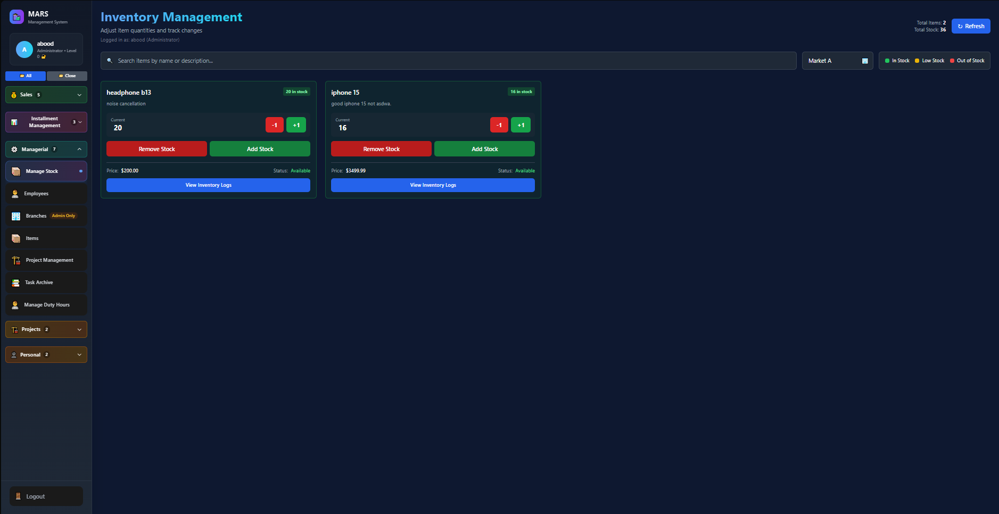 MARS
Management System
A
abood
Administrator • Level
0
All
Close
Sales 5
Installment
Management
3
Managerial 7
Manage Stock
Employees
Branches Admin Only
Items
Project Management
Task Archive
Manage Duty Hours
Projects 2
Personal 2
Logout
Inventory Management
Adjust item quantities and track changes
Logged in as: abood (Administrator)
Total Items: 2
Total Stock: 36
↻ Refresh
Search items by name or description...
Market A
In Stock
Low Stock
Out of Stock
headphone b13
20 in stock
noise cancellation
Current
20
-1
+1
Remove Stock
Add Stock
Price: $200.00
Status: Available
View Inventory Logs
iphone 15
16 in stock
good iphone 15 not asdwa.
Current
16
-1
+1
Remove Stock
Add Stock
Price: $3499.99
Status: Available
View Inventory Logs